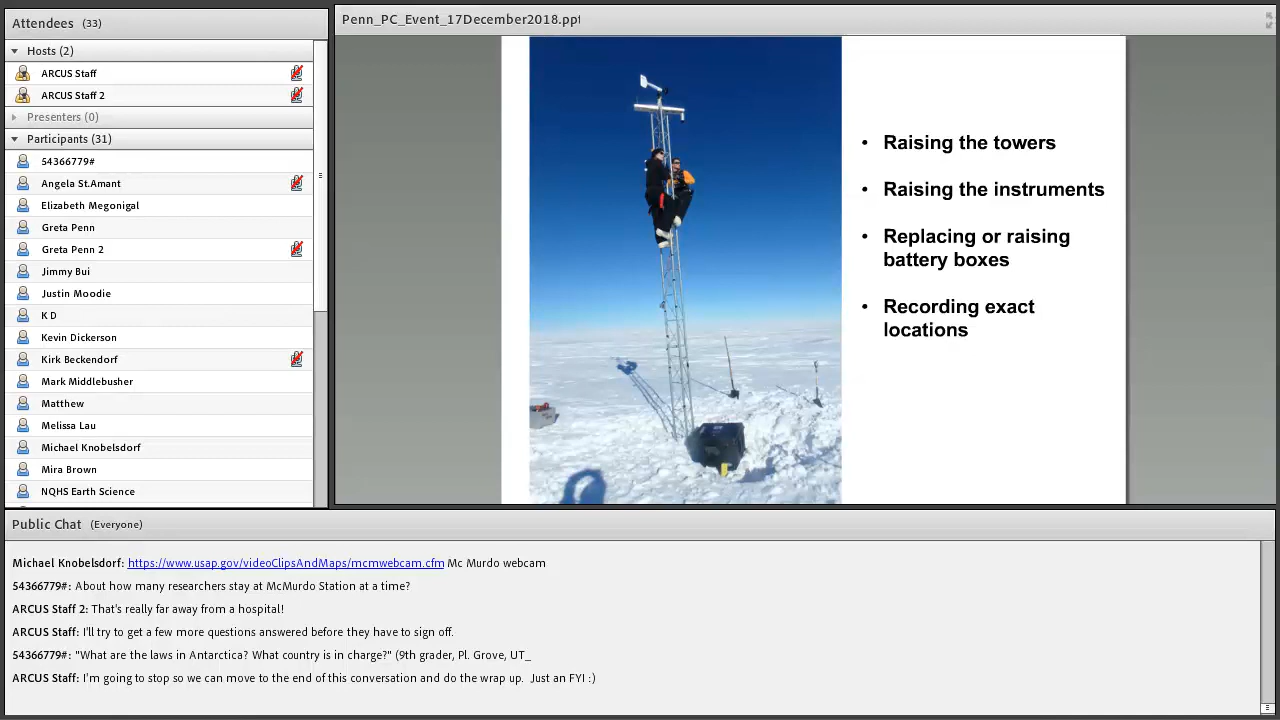 Attendees (33)
Hosts (2)
ARCUS Staff
ARCUS Staff 2
Presenters (0)
Participants (31)
54366779#
Angela St.Amant
Elizabeth Megonigal
Greta Penn
Greta Penn 2
Jimmy Bui
Justin Moodie
K D
Kevin Dickerson
Kirk Beckendorf
Mark Middlebusher
Matthew
Melissa Lau
Michael Knobelsdorf
Mira Brown
NQHS Earth Science
Penn_PC_Event_17December2018.ppt
• Raising the towers
• Raising the instruments
• Replacing or raising
battery boxes
• Recording exact
locations
Public Chat (Everyone)
Michael Knobelsdorf: https://www.usap.gov/videoClipsAndMaps/mcmwebcam.cfm Mc Murdo webcam
54366779#: About how many researchers stay at McMurdo Station at a time?
ARCUS Staff 2: That's really far away from a hospital!
ARCUS Staff: I'll try to get a few more questions answered before they have to sign off.
54366779#: "What are the laws in Antarctica? What country is in charge?" (9th grader, Pl. Grove, UT_
ARCUS Staff: I'm going to stop so we can move to the end of this conversation and do the wrap up.  Just an FYI :)